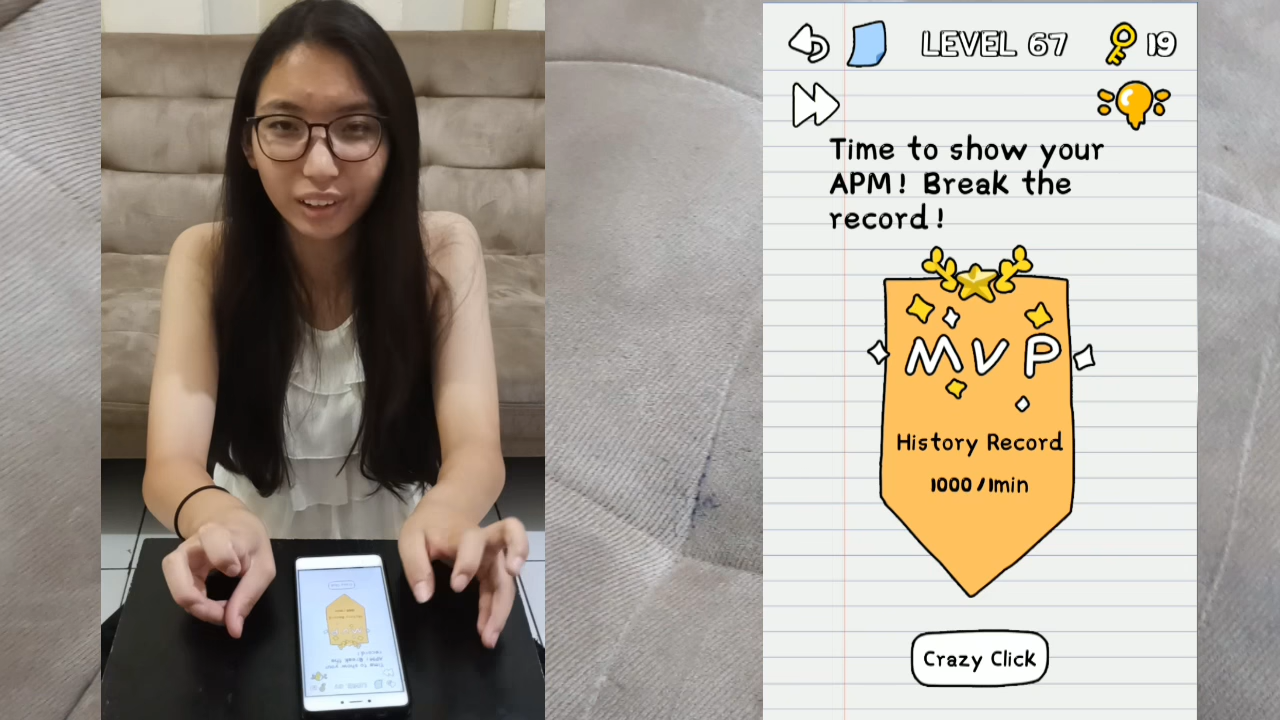 LEVEL 67
19
Time to show your
APM! Break the
record!
MVP
History Record
1000/1min
Crazy Click